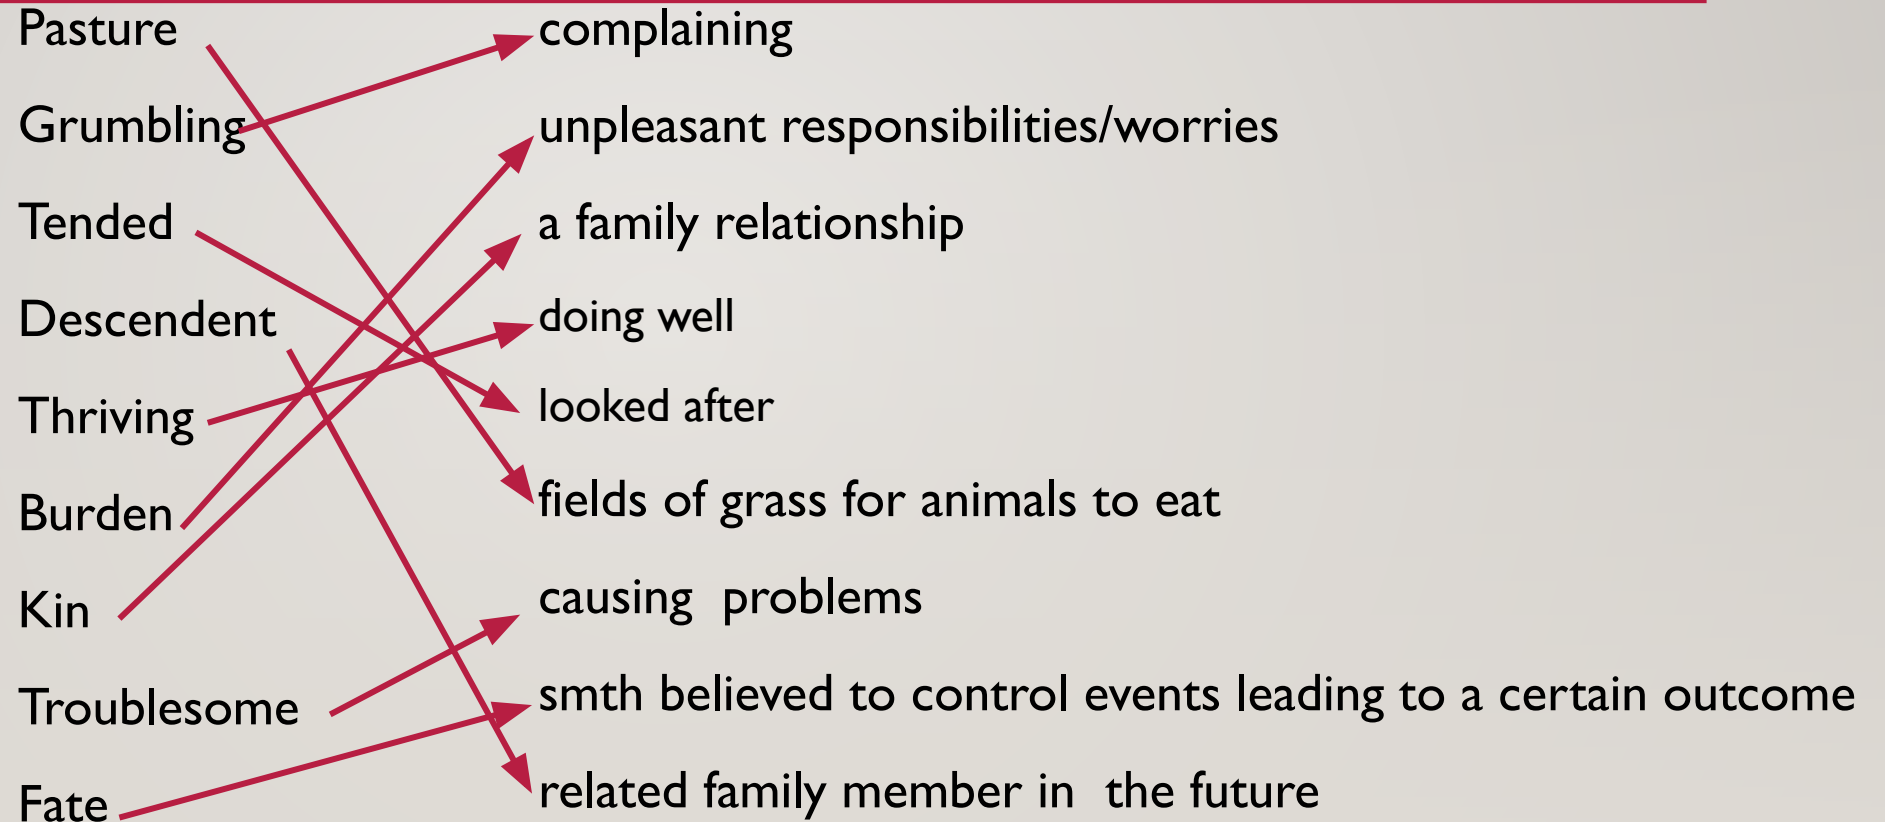 Pasture
complaining
Grumbling
unpleasant responsibilities/worries
Tended
a family relationship
Descendent
doing well
Thriving
looked after
Burden
fields of grass for animals to eat
Kin
causing  problems
Troublesome
smth believed to control events leading to a certain outcome
Fate
related family member in  the future